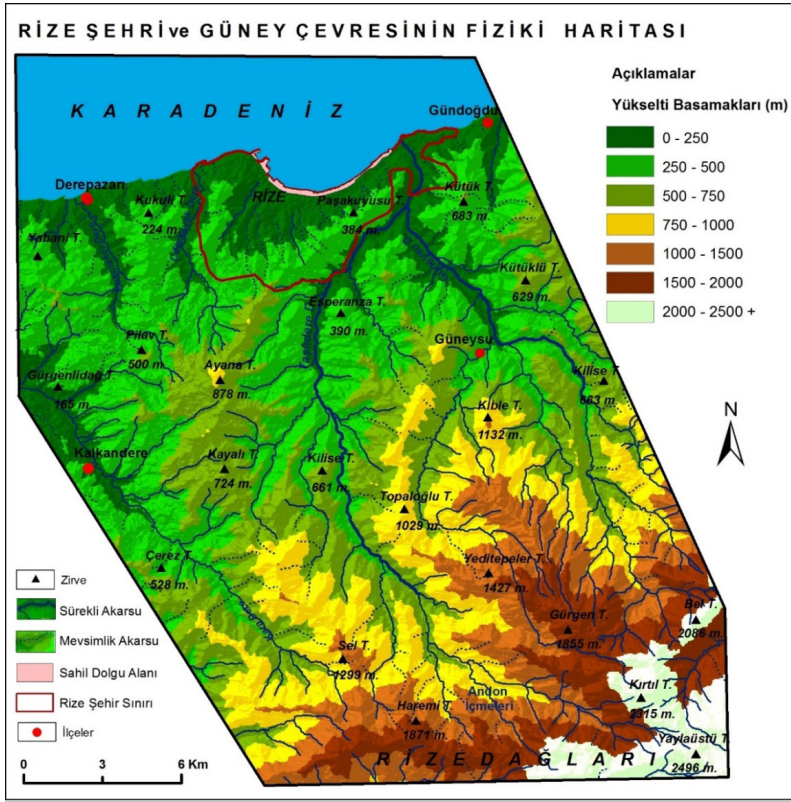 RİZE ŞEHRİ ve GÜNEY ÇEVRESİNİN FİZİKİ HARİTASI
KARADENİZ
Gündoğdu
Derepazarı
Kukuli T.
224 m.
RİZE
Paşakuyusu T.
384 m.
Kütük T.
683 m.
Yabani T.
Kütüklü T.
629 m.
Esperanza T.
390 m.
Taşlıdere
Pilav T.
500 m.
Güneysu
Ayana T.
878 m.
Gürgenlidağ T.
165 m.
Kilise T.
663 m.
Kıble T.
1132 m.
Kalkandere
Kayalı T.
724 m.
Kilise T.
661 m.
Topaloğlu T.
1029 m.
Çerez T.
528 m.
Yeditepeler T.
1427 m.
Gürgen T.
1855 m.
Bel T.
2086 m.
Sel T.
1299 m.
Kırtıl T.
2315 m.
Andon
İçmeleri
Haremi T.
1871 m.
Yaylaüstü T.
2496 m.
RİZE DAĞLARI
Açıklamalar
Yükselti Basamakları (m)
0 - 250
250 - 500
500 - 750
750 - 1000
1000 - 1500
1500 - 2000
2000 - 2500 +
N
Zirve
Sürekli Akarsu
Mevsimlik Akarsu
Sahil Dolgu Alanı
Rize Şehir Sınırı
İlçeler
0 3 6 Km